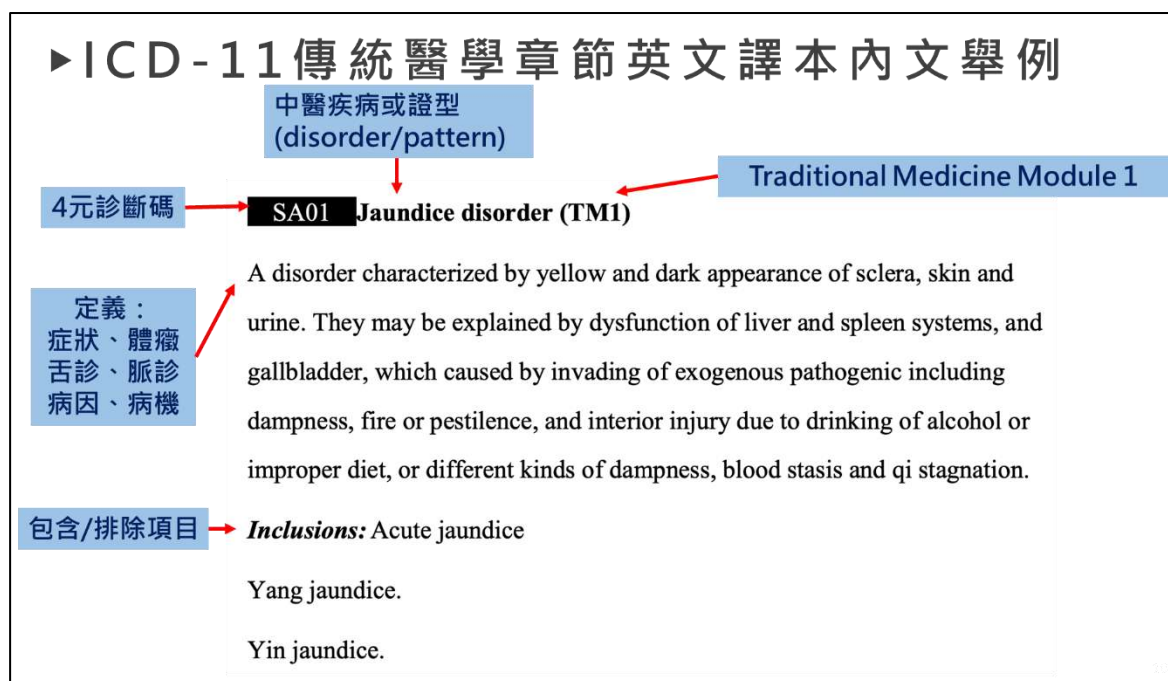 ▸ICD-11傳統醫學章節英文譯本內文舉例
中醫疾病或證型
(disorder/pattern)
Traditional Medicine Module 1
4元診斷碼
SA01 Jaundice disorder (TM1)
A disorder characterized by yellow and dark appearance of sclera, skin and
urine. They may be explained by dysfunction of liver and spleen systems, and
gallbladder, which caused by invading of exogenous pathogenic including
dampness, fire or pestilence, and interior injury due to drinking of alcohol or
improper diet, or different kinds of dampness, blood stasis and qi stagnation.
定義：
症狀、體癥
舌診、脈診
病因、病機
包含/排除項目
Inclusions: Acute jaundice
Yang jaundice.
Yin jaundice.